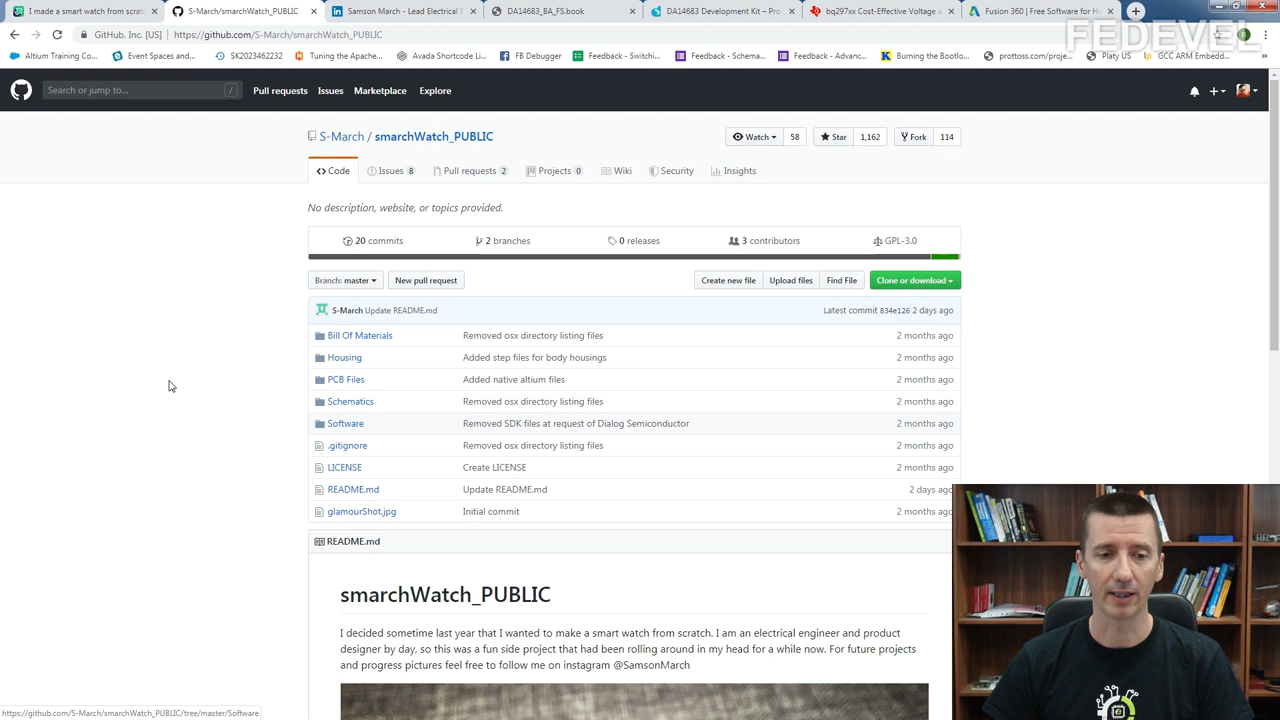 I made a smart watch from scratc
S-March/smarchWatch_PUBLIC
Samson March - Lead Electrical E
DA14683_BA_FS.book
DA14683 Development Kit – Pro
bq297xx Cost-Effective Voltage a
Fusion 360 | Free Software for Ho
GitHub, Inc. [US] | https://github.com/S-March/smarchWatch_PUBLIC
FEDEVEL
Altium Training Co...
Event Spaces and...
SK2023462232
Tuning the Apache...
Avada Shortcode Li...
FB Debugger
Feedback - Switchi...
Feedback - Schema...
Feedback - Advanc...
Burning the Bootlo...
prottoss.com/proje...
Platy US
GCC ARM Embedd...
Search or jump to... /
Pull requests Issues Marketplace Explore
S-March / smarchWatch_PUBLIC
Watch 58 Star 1,162 Fork 114
Code Issues 8 Pull requests 2 Projects 0 Wiki Security Insights
No description, website, or topics provided.
20 commits 2 branches 0 releases 3 contributors GPL-3.0
Branch: master New pull request Create new file Upload files Find File Clone or download
S-March Update README.md Latest commit 834e126 2 days ago
Bill Of Materials Removed osx directory listing files 2 months ago
Housing Added step files for body housings 2 months ago
PCB Files Added native altium files 2 months ago
Schematics Removed osx directory listing files 2 months ago
Software Removed SDK files at request of Dialog Semiconductor 2 months ago
.gitignore Removed osx directory listing files 2 months ago
LICENSE Create LICENSE 2 months ago
README.md Update README.md 2 days ago
glamourShot.jpg Initial commit 2 months ago
README.md
smarchWatch_PUBLIC
I decided sometime last year that I wanted to make a smart watch from scratch. I am an electrical engineer and product
designer by day, so this was a fun side project that had been rolling around in my head for a while now. For future projects
and progress pictures feel free to follow me on instagram @SamsonMarch
https://github.com/S-March/smarchWatch_PUBLIC/tree/master/Software